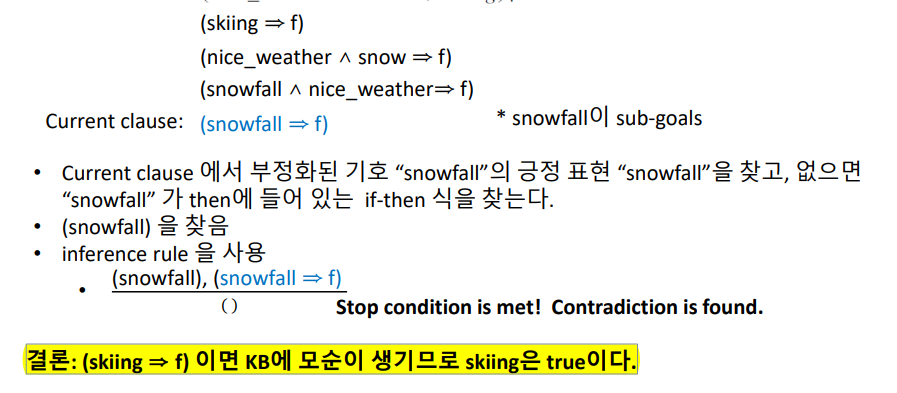 (skiing ⇒ f)
(nice_weather ∧ snow ⇒ f)
(snowfall ∧ nice_weather⇒ f)
Current clause: (snowfall ⇒ f) * snowfall이 sub-goals
• Current clause 에서 부정화된 기호 “snowfall”의 긍정 표현 “snowfall”을 찾고, 없으면
“snowfall” 가 then에 들어 있는 if-then 식을 찾는다.
• (snowfall) 을 찾음
• inference rule 을 사용
• (snowfall), (snowfall ⇒ f)
() Stop condition is met! Contradiction is found.
결론: (skiing ⇒ f) 이면 KB에 모순이 생기므로 skiing은 true이다.